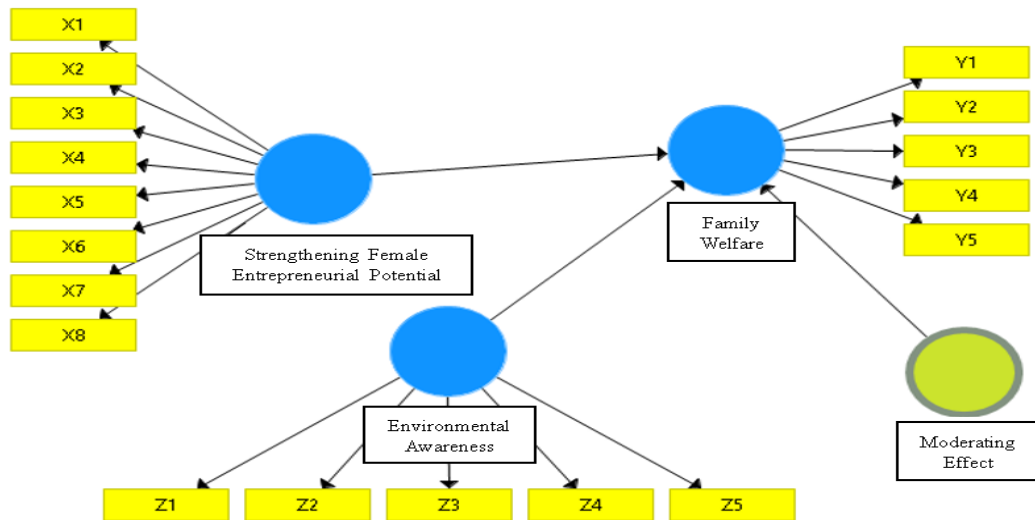 X1
X2
X3
X4
X5
X6
X7
X8
Strengthening Female
Entrepreneurial Potential
Family
Welfare
Y1
Y2
Y3
Y4
Y5
Environmental
Awareness
Moderating
Effect
Z1
Z2
Z3
Z4
Z5